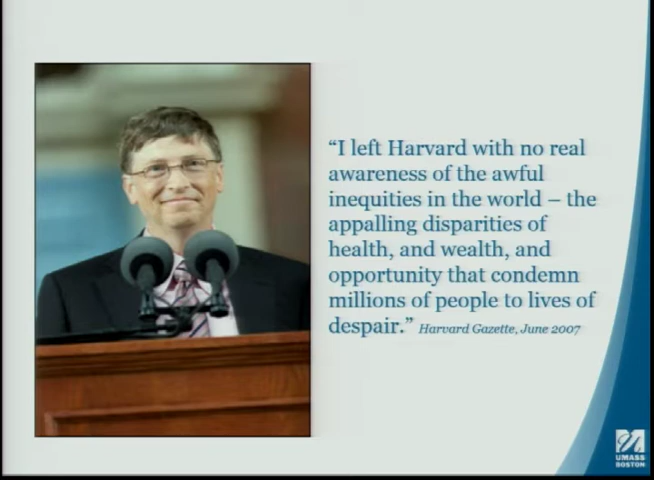 “I left Harvard with no real
awareness of the awful
inequities in the world – the
appalling disparities of
health, and wealth, and
opportunity that condemn
millions of people to lives of
despair.” Harvard Gazette, June 2007
UMASS
BOSTON